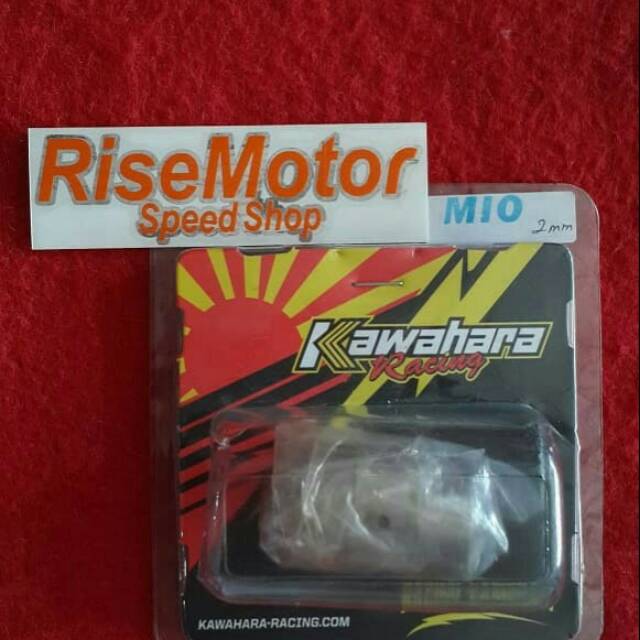 RiseMotor
Speed Shop
MIO
2mm
Kawahara
Racing
KAWAHARA-RACING.COM